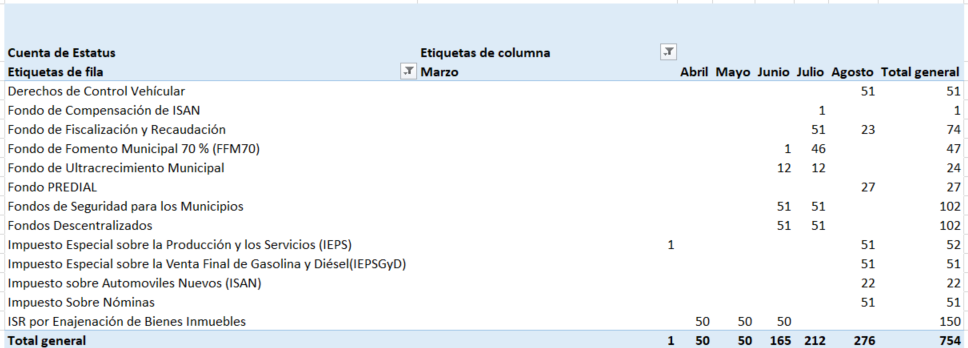 Cuenta de Estatus Etiquetas de columna
Etiquetas de fila Marzo Abril Mayo Junio Julio Agosto Total general
Derechos de Control Vehícular 51 51
Fondo de Compensación de ISAN 1 1
Fondo de Fiscalización y Recaudación 51 23 74
Fondo de Fomento Municipal 70 % (FFM70) 1 46 47
Fondo de Ultracrecimiento Municipal 12 12 24
Fondo PREDIAL 27 27
Fondos de Seguridad para los Municipios 51 51 102
Fondos Descentralizados 51 51 102
Impuesto Especial sobre la Producción y los Servicios (IEPS) 1 51 52
Impuesto Especial sobre la Venta Final de Gasolina y Diésel(IEPSGyD) 51 51
Impuesto sobre Automoviles Nuevos (ISAN) 22 22
Impuesto Sobre Nóminas 51 51
ISR por Enajenación de Bienes Inmuebles 50 50 50 150
Total general 1 50 50 165 212 276 754